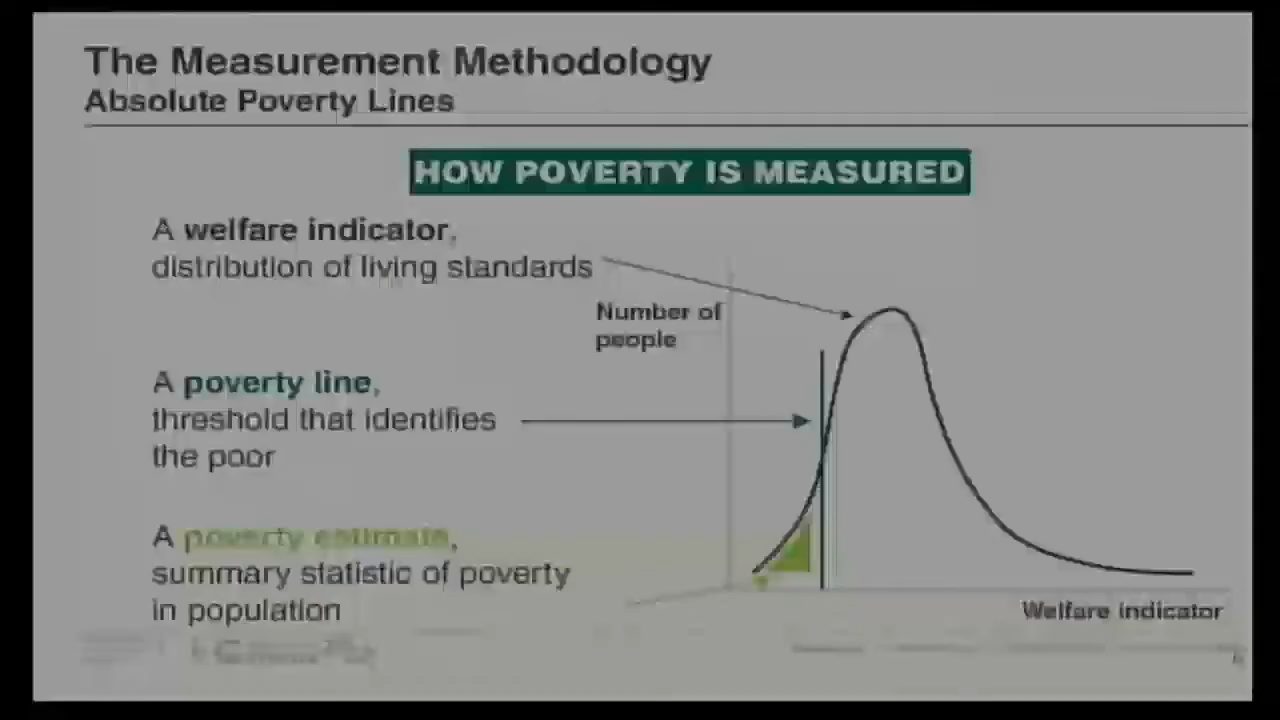 The Measurement Methodology
Absolute Poverty Lines
HOW POVERTY IS MEASURED
A welfare indicator,
distribution of living standards
Number of
people
A poverty line,
threshold that identifies
the poor
A poverty estimate,
summary statistic of poverty
in population
Welfare indicator